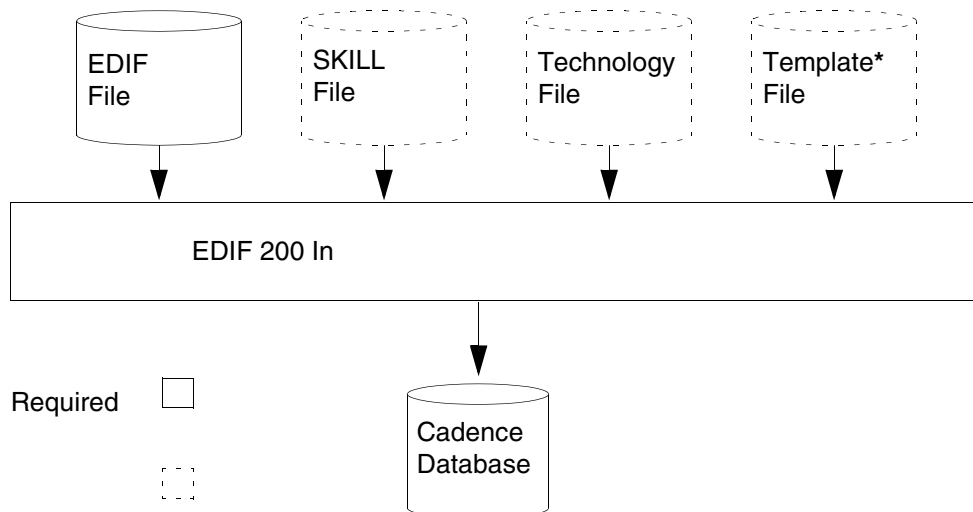 EDIF
File
SKILL
File
Technology
File
Template*
File
EDIF 200 In
Required
Cadence
Database